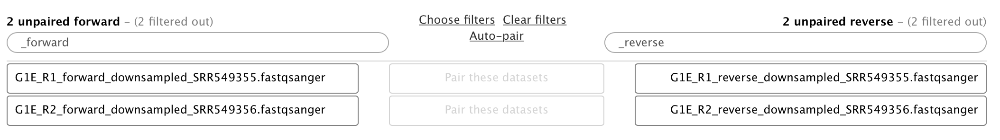 2 unpaired forward – (2 filtered out)
Choose filters Clear filters
2 unpaired reverse – (2 filtered out)
_forward
Auto-pair
_reverse
G1E_R1_forward_downsampled_SRR549355.fastqsanger
Pair these datasets
G1E_R1_reverse_downsampled_SRR549355.fastqsanger
G1E_R2_forward_downsampled_SRR549356.fastqsanger
Pair these datasets
G1E_R2_reverse_downsampled_SRR549356.fastqsanger